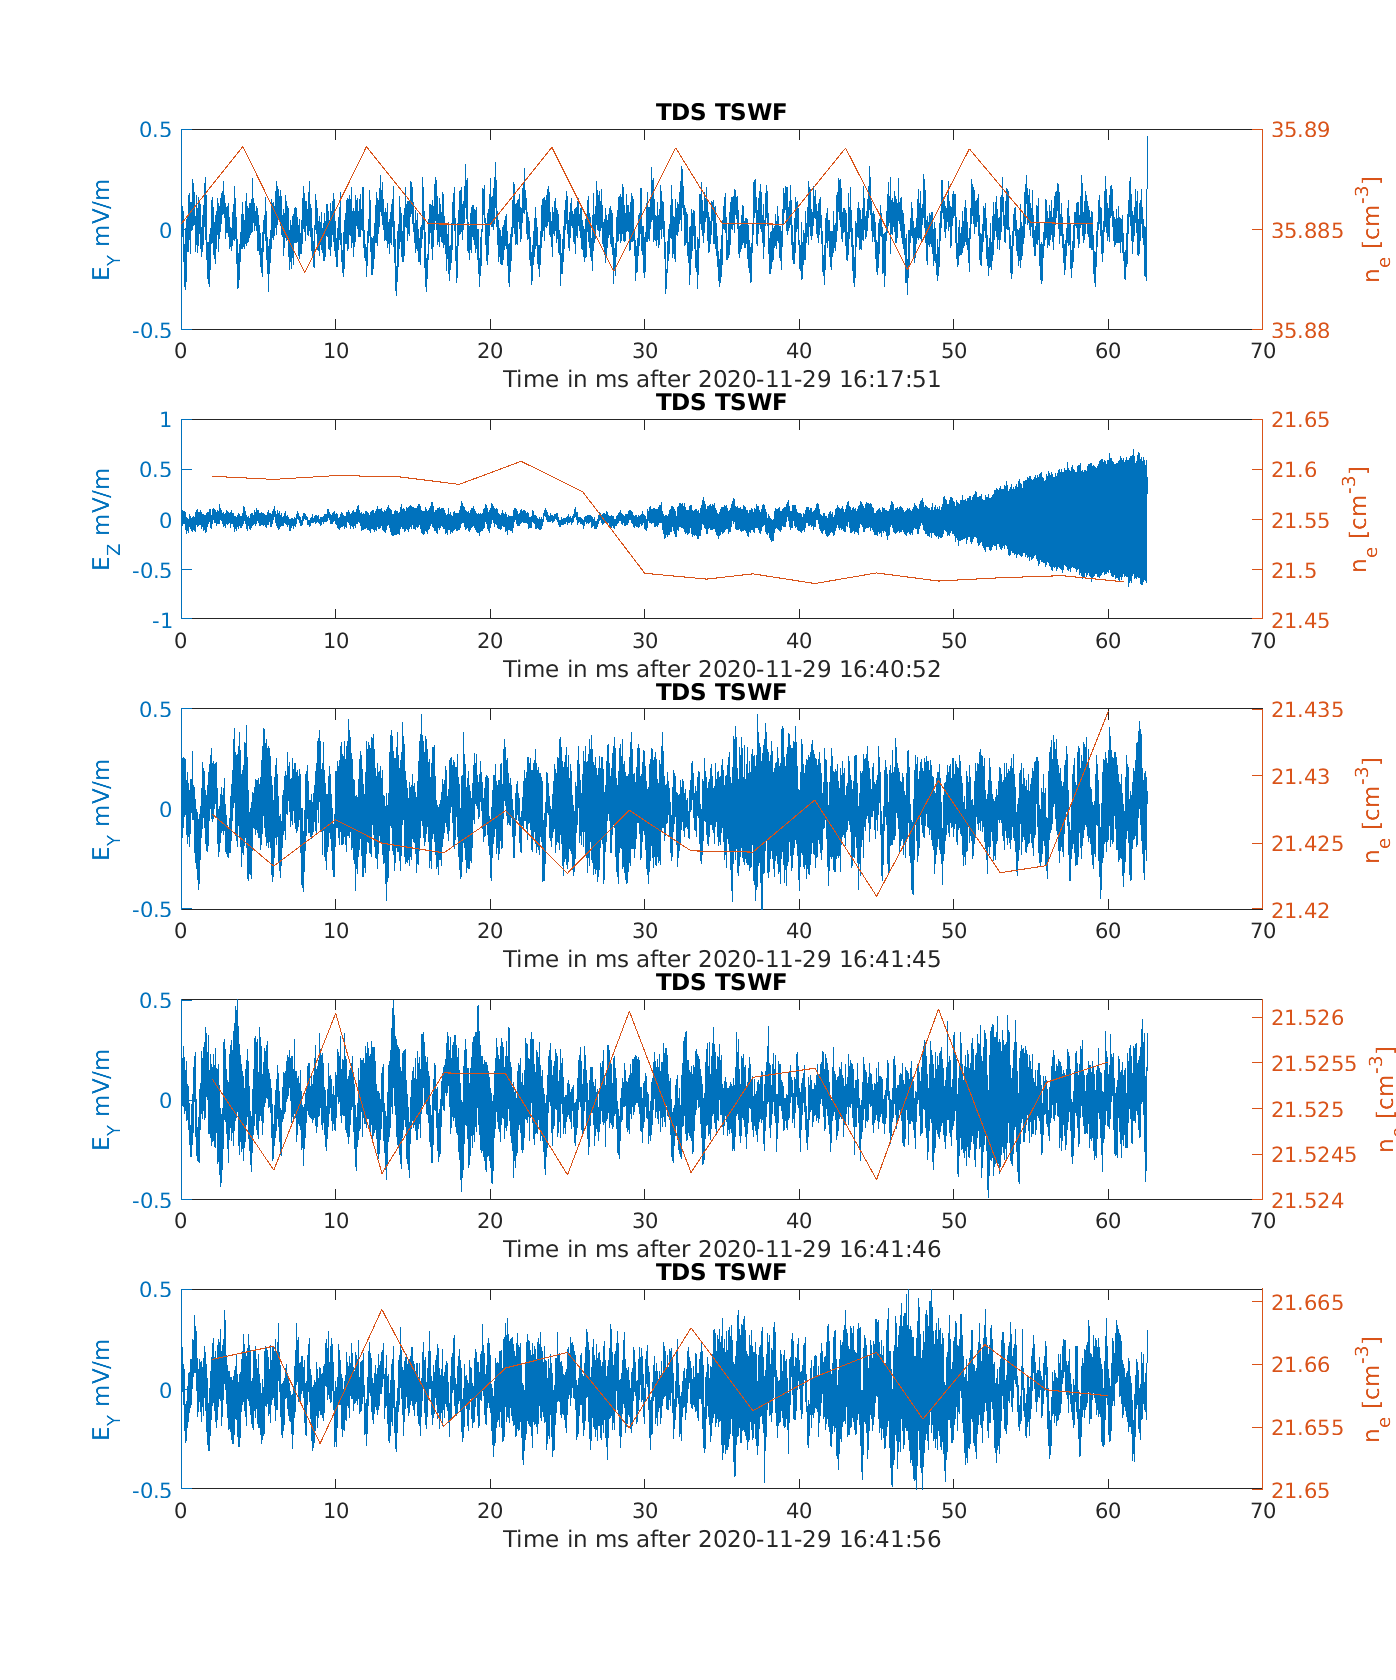 TDS TSWF
0.5
0
-0.5
E_Y mV/m
35.89
35.885
35.88
n_e [cm^-3]
0 10 20 30 40 50 60 70
Time in ms after 2020-11-29 16:17:51
TDS TSWF
1
0.5
0
-0.5
-1
E_Z mV/m
21.65
21.6
21.55
21.5
21.45
n_e [cm^-3]
0 10 20 30 40 50 60 70
Time in ms after 2020-11-29 16:40:52
TDS TSWF
0.5
0
-0.5
E_Y mV/m
21.435
21.43
21.425
21.42
n_e [cm^-3]
0 10 20 30 40 50 60 70
Time in ms after 2020-11-29 16:41:45
TDS TSWF
0.5
0
-0.5
E_Y mV/m
21.526
21.5255
21.525
21.5245
21.524
n_e [cm^-3]
0 10 20 30 40 50 60 70
Time in ms after 2020-11-29 16:41:46
TDS TSWF
0.5
0
-0.5
E_Y mV/m
21.665
21.66
21.655
21.65
n_e [cm^-3]
0 10 20 30 40 50 60 70
Time in ms after 2020-11-29 16:41:56